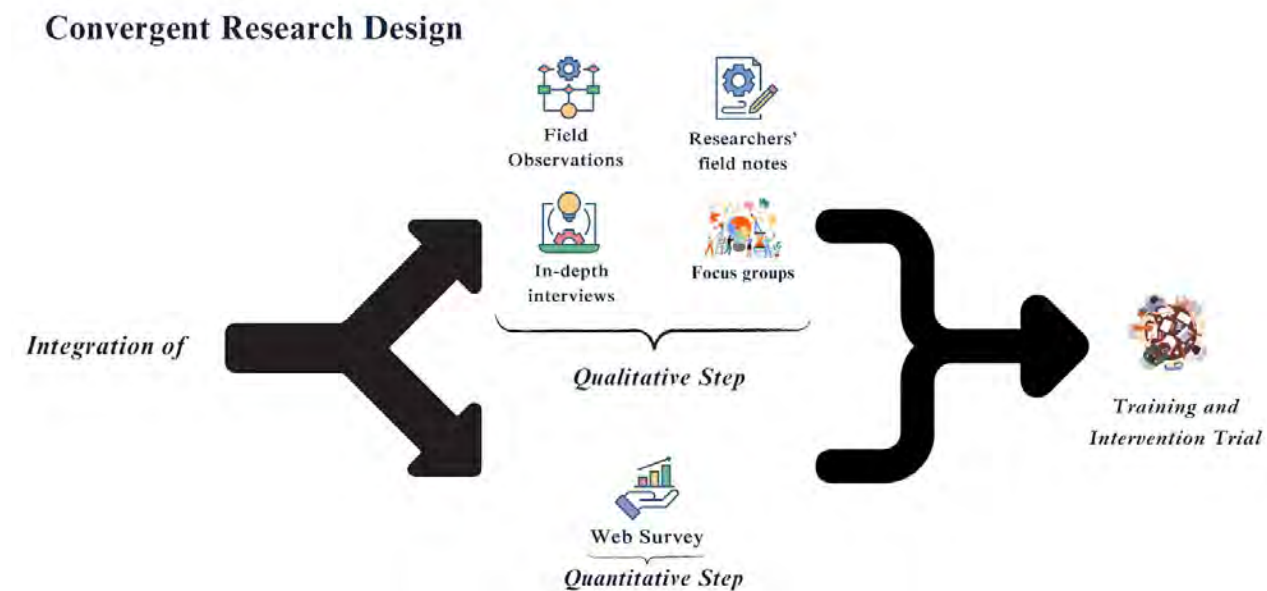 Convergent Research Design
Field
Observations
Researchers'
field notes
In-depth
interviews
Focus groups
Integration of
Qualitative Step
Training and
Intervention Trial
Web Survey
Quantitative Step